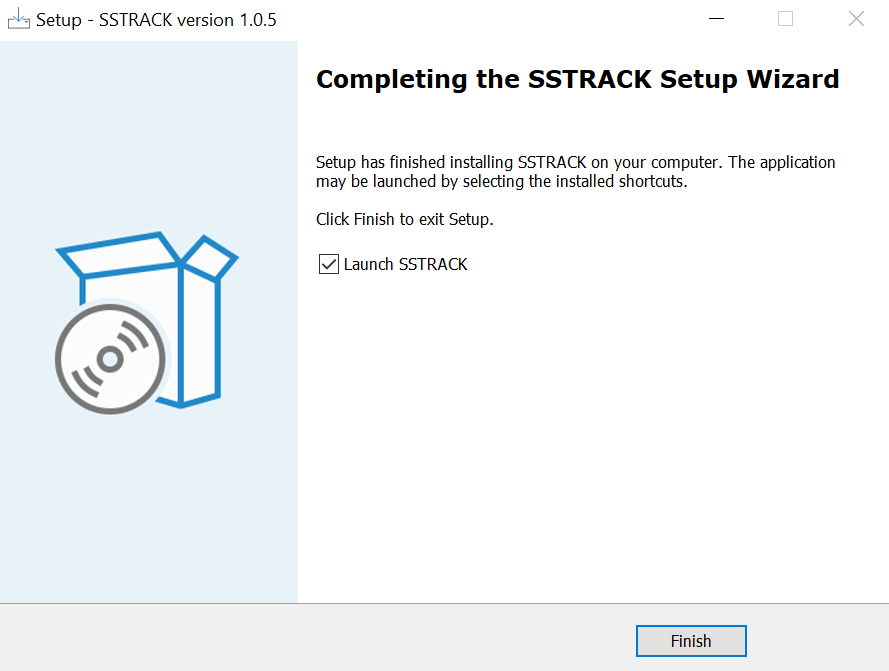 Setup - SSTRACK version 1.0.5
Completing the SSTRACK Setup Wizard
Setup has finished installing SSTRACK on your computer. The application
may be launched by selecting the installed shortcuts.
Click Finish to exit Setup.
Launch SSTRACK
Finish